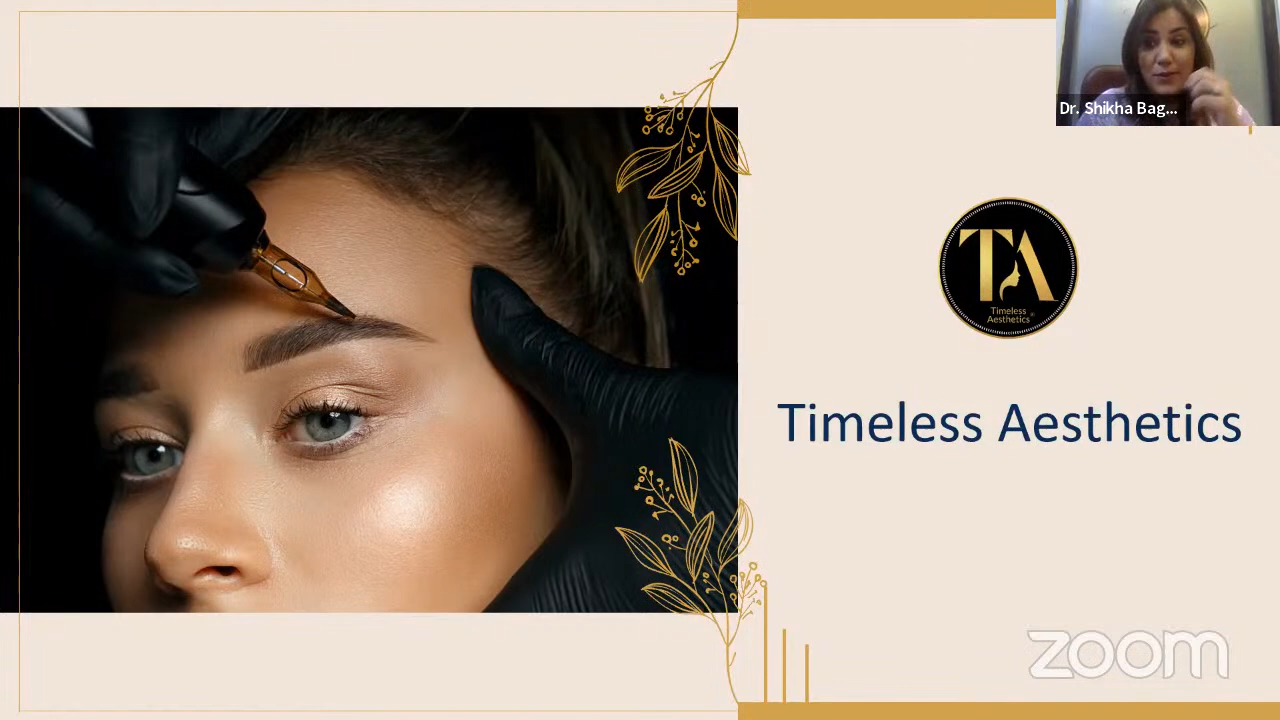 Dr. Shikha Bag...
TA
Timeless
Aesthetics
Timeless Aesthetics
zoom